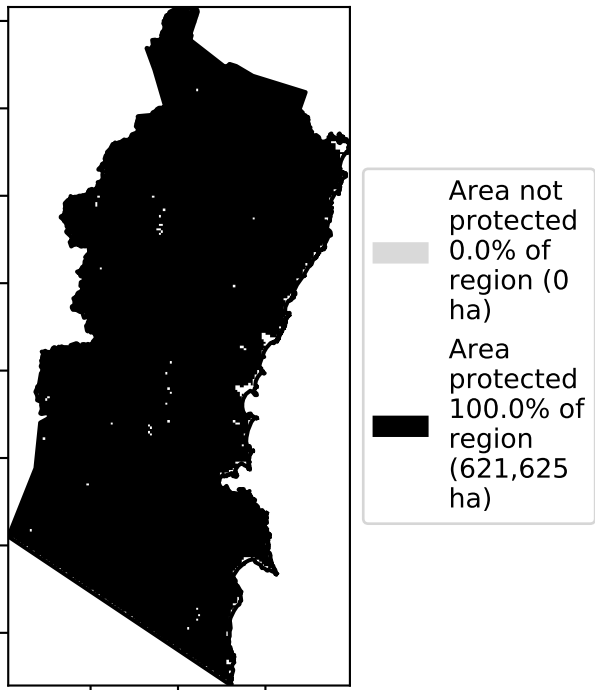 Area not
protected
0.0% of
region (0
ha)
Area
protected
100.0% of
region
(621,625
ha)